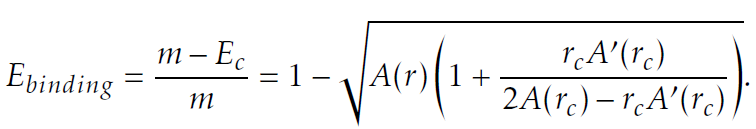 E_{binding} = \frac{m - E_c}{m} = 1 - \sqrt{A(r)\left(1 + \frac{r_c A'(r_c)}{2A(r_c) - r_c A'(r_c)}\right)}.